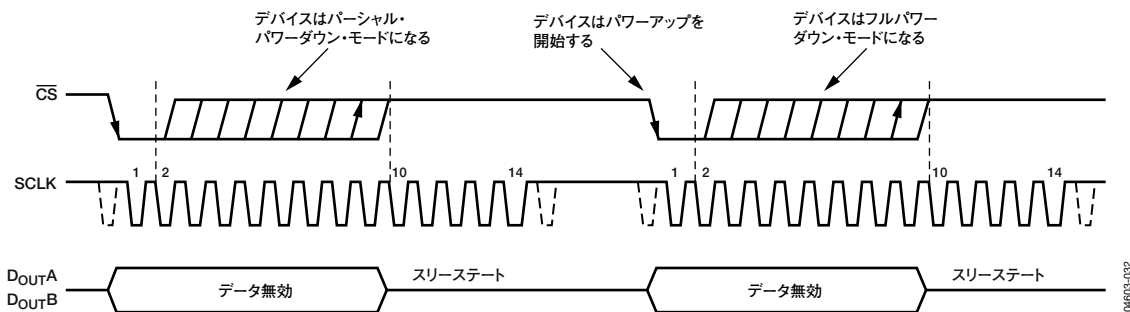 デバイスはパーシャル・
パワーダウン・モードになる
デバイスはパワーアップを
開始する
デバイスはフルパワー
ダウン・モードになる
CS
SCLK
1 2 10 14 1 2 10 14
DOUTA
DOUTB
データ無効
スリーステート
データ無効
スリーステート
04603-032